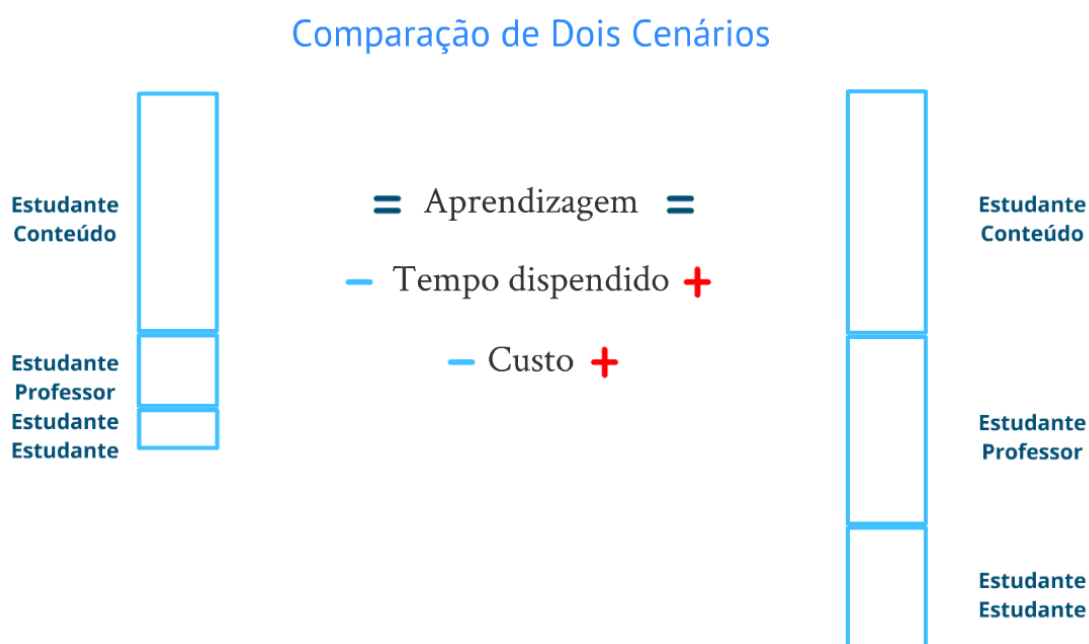 Comparação de Dois Cenários
Estudante
Conteúdo
Estudante
Professor
Estudante
Estudante
= Aprendizagem =
− Tempo dispendido +
− Custo +
Estudante
Conteúdo
Estudante
Professor
Estudante
Estudante